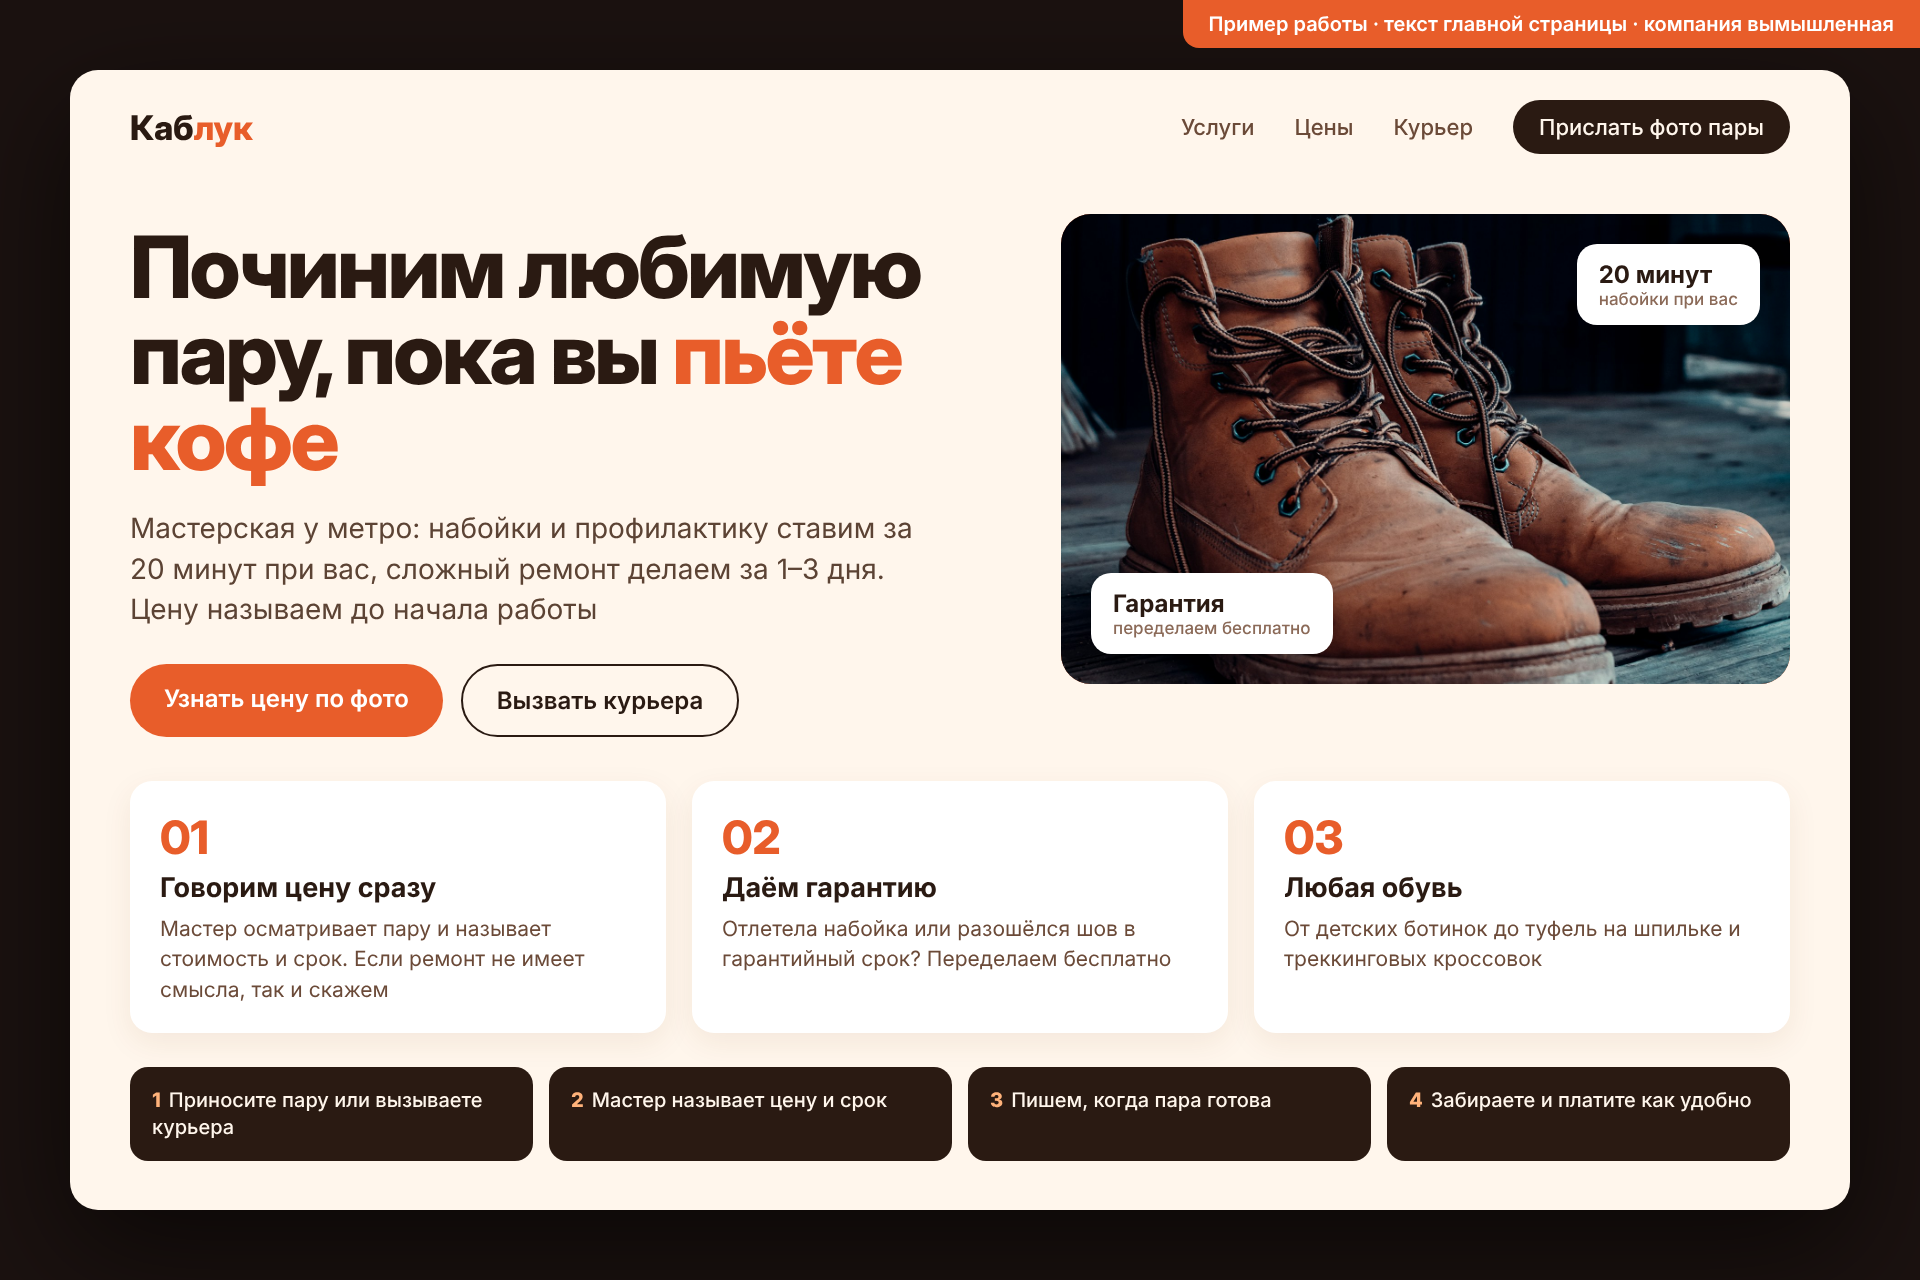 Пример работы · текст главной страницы · компания вымышленная
Каблук
Услуги
Цены
Курьер
Прислать фото пары
Починим любимую
пару, пока вы пьёте
кофе
Мастерская у метро: набойки и профилактику ставим за
20 минут при вас, сложный ремонт делаем за 1–3 дня.
Цену называем до начала работы
Узнать цену по фото
Вызвать курьера
20 минут
набойки при вас
Гарантия
переделаем бесплатно
01
Говорим цену сразу
Мастер осматривает пару и называет
стоимость и срок. Если ремонт не имеет
смысла, так и скажем
02
Даём гарантию
Отлетела набойка или разошёлся шов в
гарантийный срок? Переделаем бесплатно
03
Любая обувь
От детских ботинок до туфель на шпильке и
треккинговых кроссовок
1 Приносите пару или вызываете
курьера
2 Мастер называет цену и срок
3 Пишем, когда пара готова
4 Забираете и платите как удобно